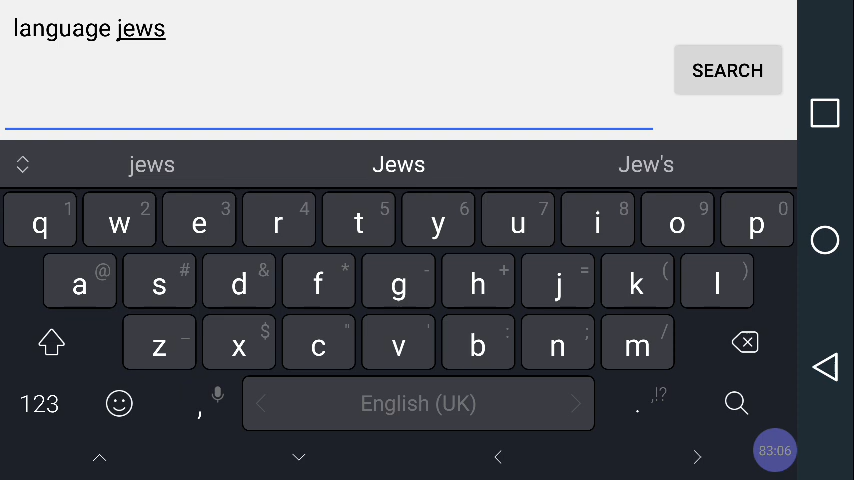 language jews
SEARCH
jews Jews Jew's
q 1 w 2 e 3 r 4 t 5 y 6 u 7 i 8 o 9 p 0
a @ s # d & f * g - h + j = k ( l )
z _ x $ c " v ' b : n ; m /
123 , English (UK) . ,!?
83:06